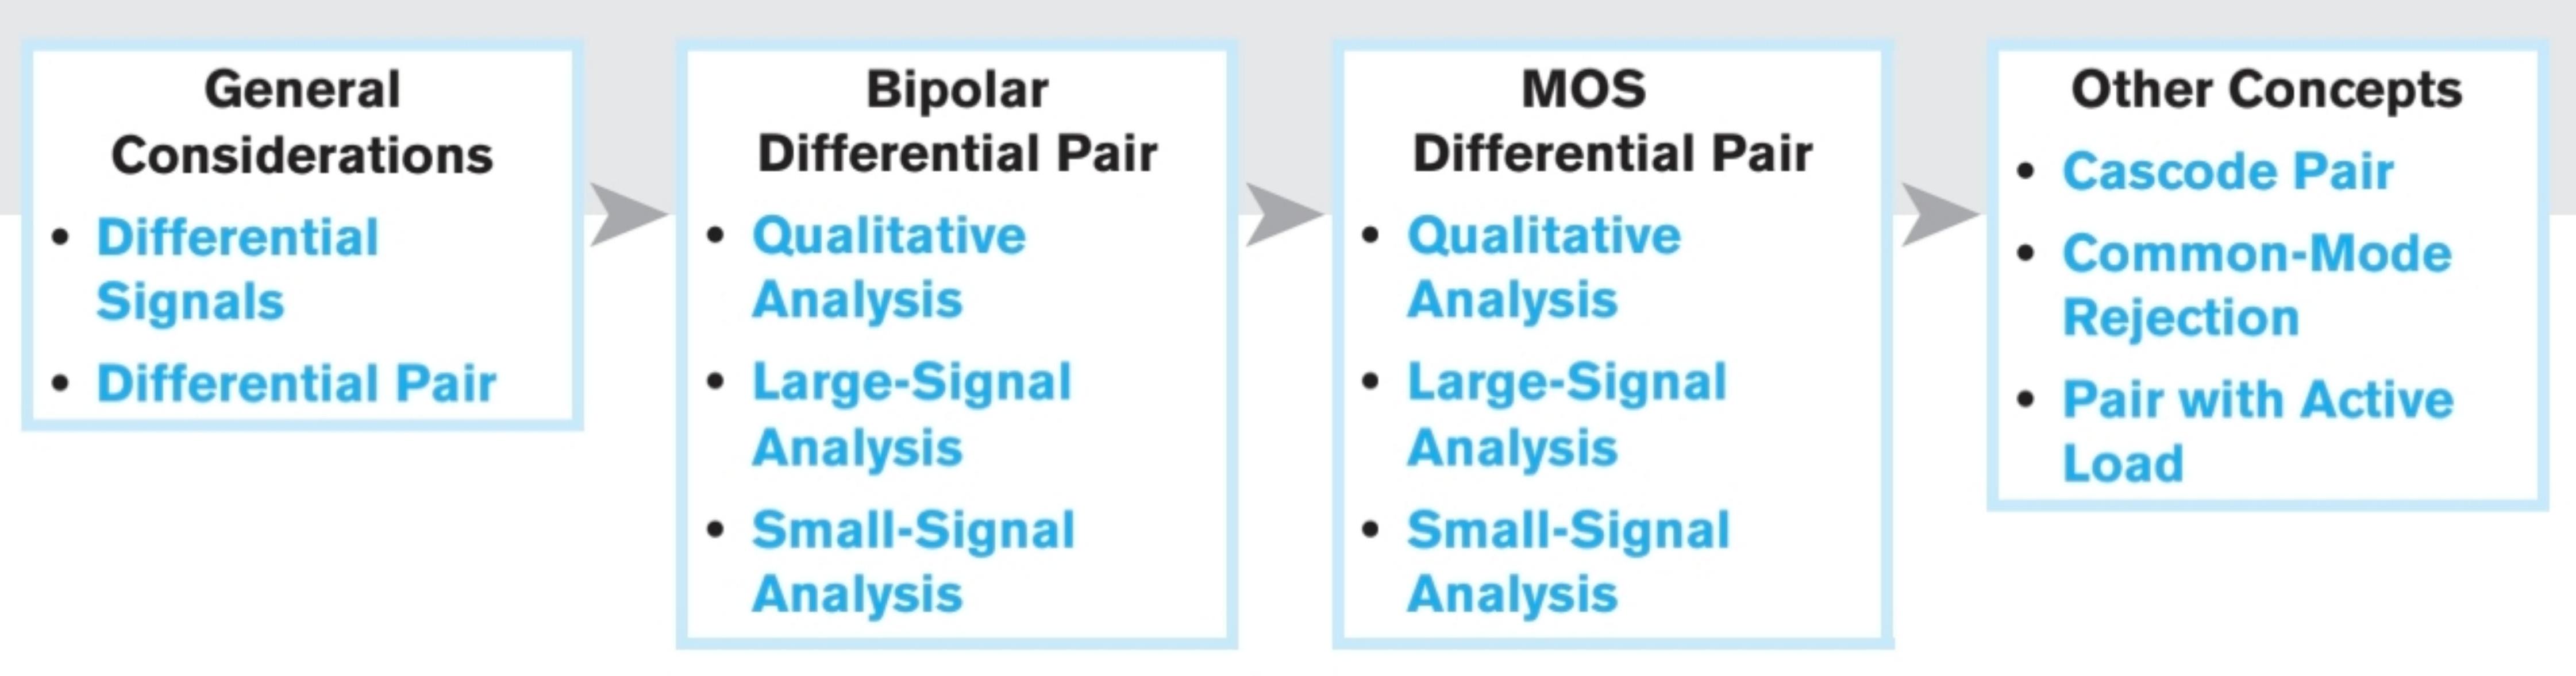 General
Considerations
• Differential
Signals
• Differential Pair
Bipolar
Differential Pair
• Qualitative
Analysis
• Large-Signal
Analysis
• Small-Signal
Analysis
MOS
Differential Pair
• Qualitative
Analysis
• Large-Signal
Analysis
• Small-Signal
Analysis
Other Concepts
• Cascode Pair
• Common-Mode
Rejection
• Pair with Active
Load